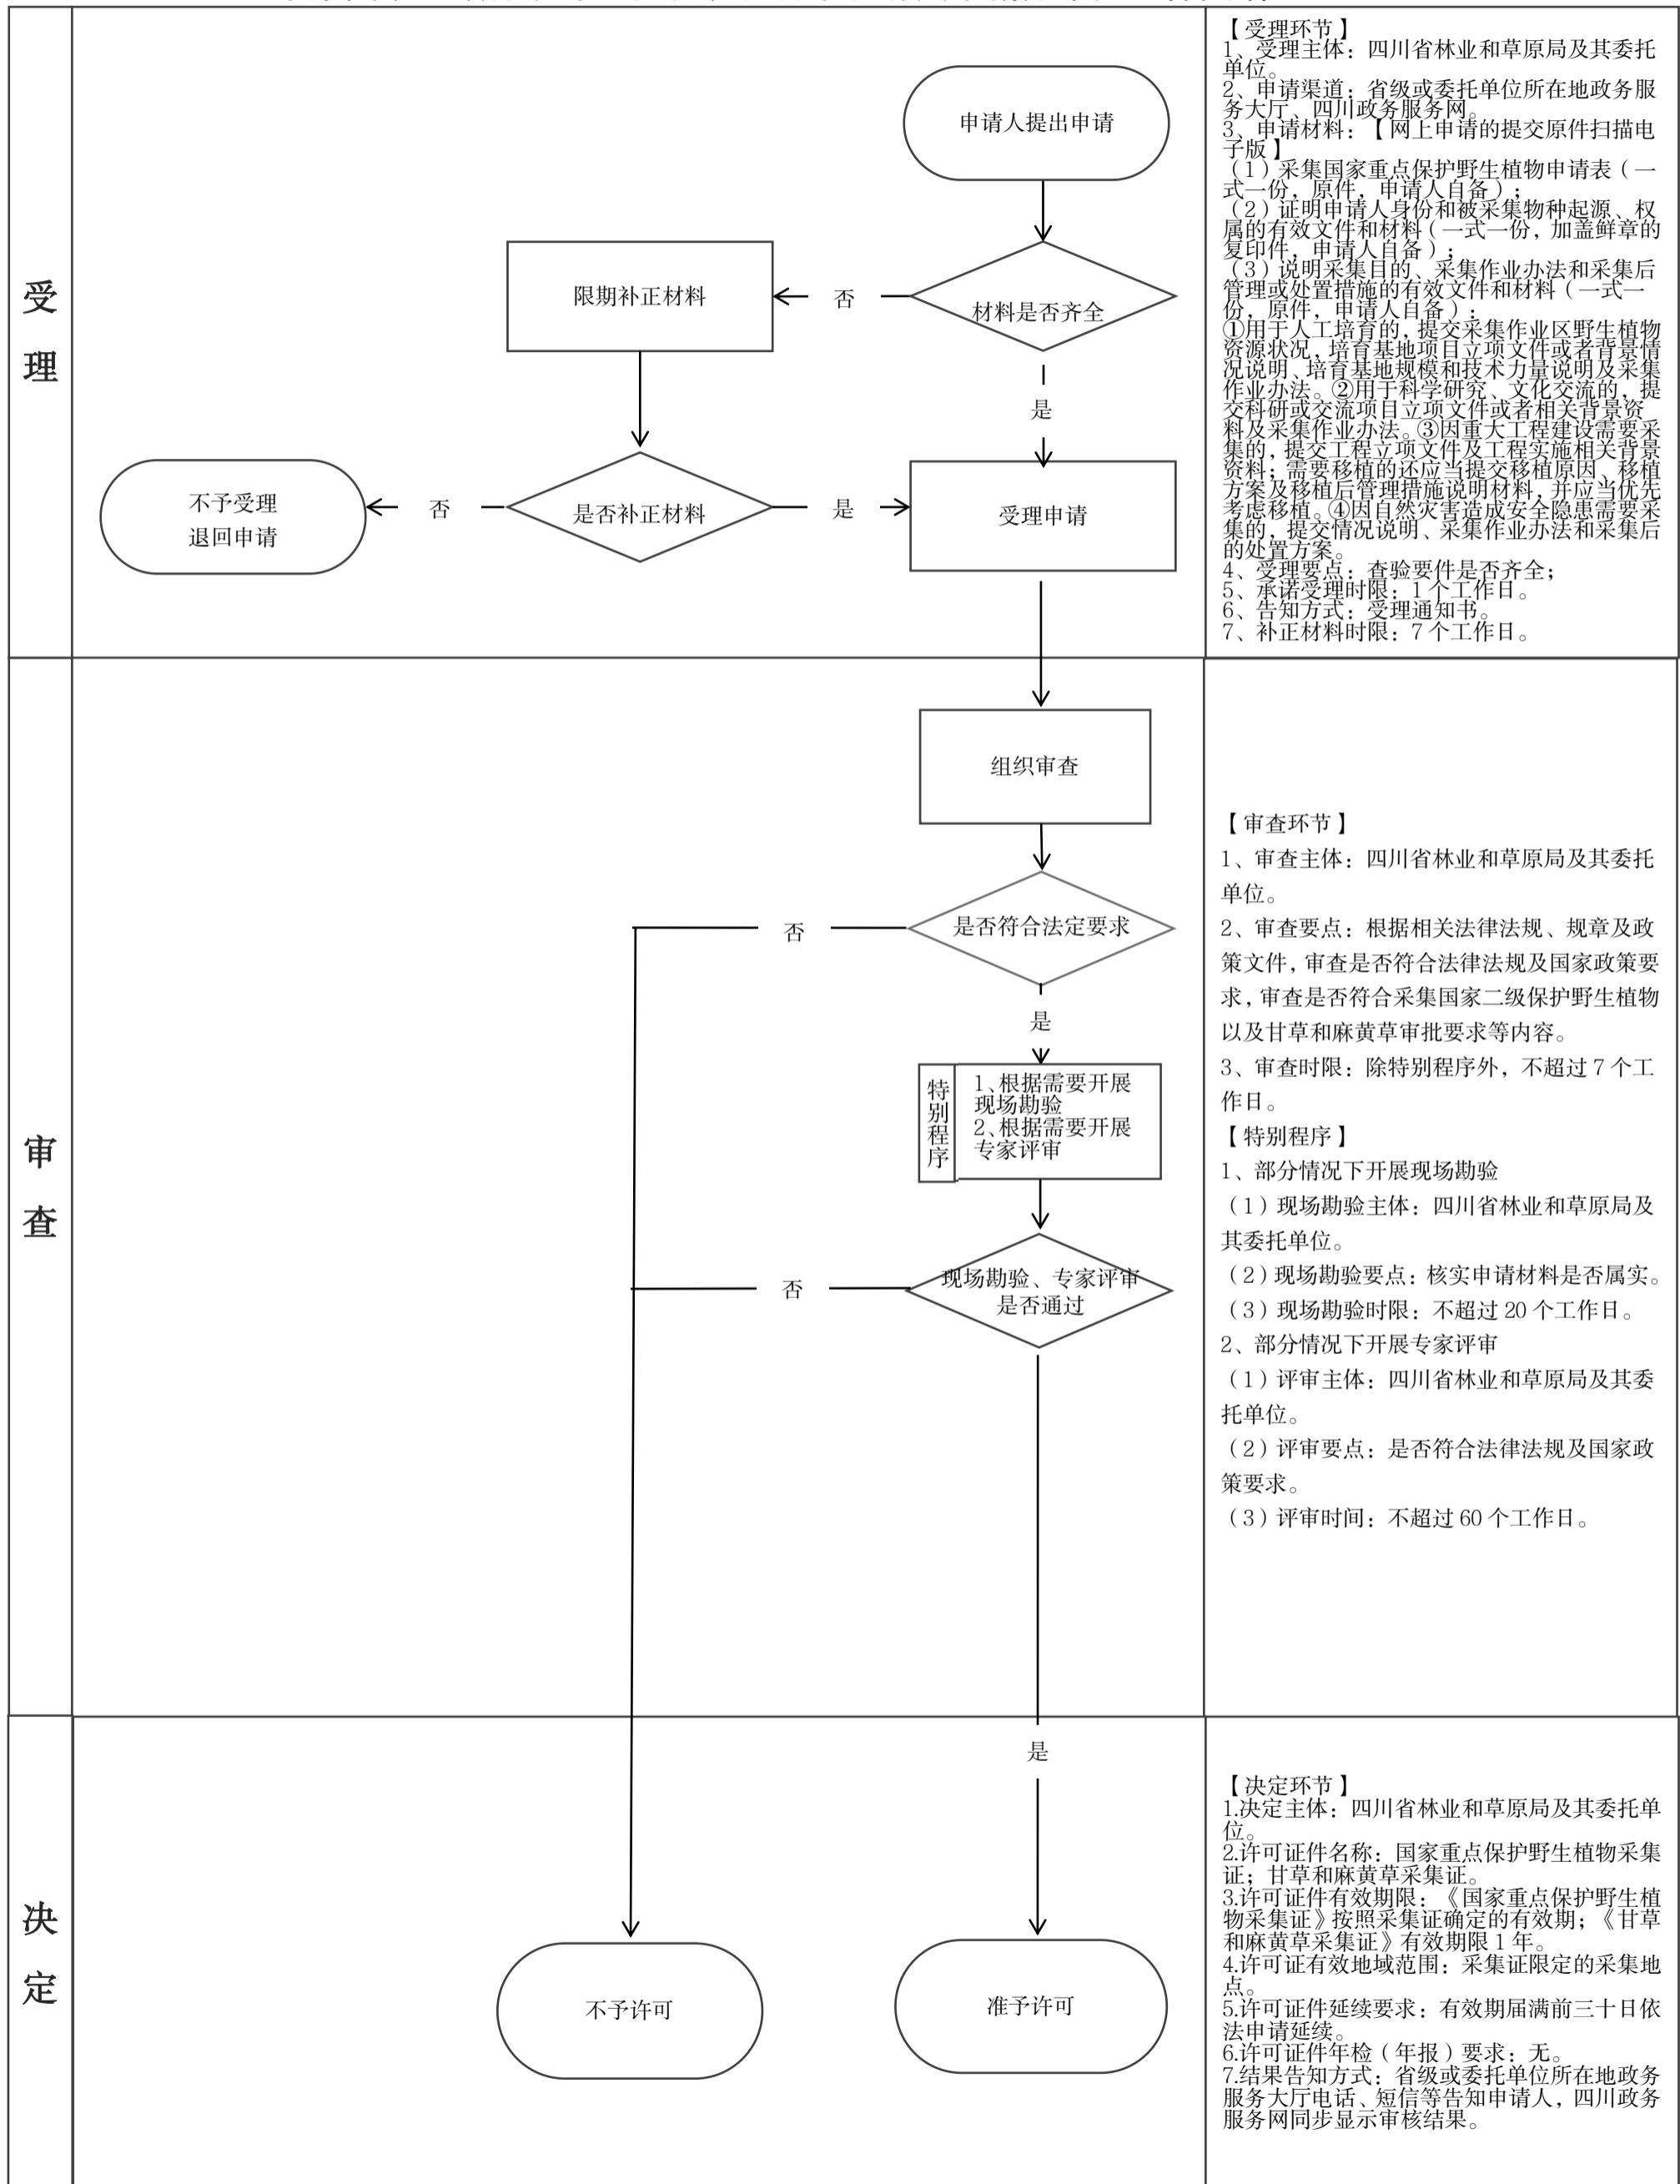 受
理
申请人提出申请
材料是否齐全
否
限期补正材料
是
是否补正材料
是
受理申请
否
不予受理
退回申请
【受理环节】
1、受理主体：四川省林业和草原局及其委托
单位。
2、申请渠道：省级或委托单位所在地政务服
务大厅、四川政务服务网。
3、申请材料：【网上申请的提交原件扫描电
子版】
（1）采集国家重点保护野生植物申请表（一
式一份，原件，申请人自备）；
（2）证明申请人身份和被采集物种起源、权
属的有效文件和材料（一式一份，加盖鲜章的
复印件，申请人自备）；
（3）说明采集目的、采集作业办法和采集后
管理或处置措施的有效文件和材料（一式一
份，原件，申请人自备）：
①用于人工培育的，提交采集作业区野生植物
资源状况，培育基地项目立项文件或者背景情
况说明、培育基地规模和技术力量说明及采集
作业办法。②用于科学研究、文化交流的，提
交科研或交流项目立项文件或者相关背景资
料及采集作业办法。③因重大工程建设需要采
集的，提交工程立项文件及工程实施相关背景
资料；需要移植的还应当提交移植原因、移植
方案及移植后管理措施说明材料，并应当优先
考虑移植。④因自然灾害造成安全隐患需要采
集的，提交情况说明、采集作业办法和采集后
的处置方案。
4、受理要点：查验要件是否齐全；
5、承诺受理时限：1个工作日。
6、告知方式：受理通知书。
7、补正材料时限：7个工作日。
审
查
组织审查
是否符合法定要求
否
是
特别程序
1、根据需要开展
现场勘验
2、根据需要开展
专家评审
现场勘验、专家评审
是否通过
否
【审查环节】
1、审查主体：四川省林业和草原局及其委托
单位。
2、审查要点：根据相关法律法规、规章及政
策文件，审查是否符合法律法规及国家政策要
求，审查是否符合采集国家二级保护野生植物
以及甘草和麻黄草审批要求等内容。
3、审查时限：除特别程序外，不超过7个工
作日。
【特别程序】
1、部分情况下开展现场勘验
（1）现场勘验主体：四川省林业和草原局及
其委托单位。
（2）现场勘验要点：核实申请材料是否属实。
（3）现场勘验时限：不超过20个工作日。
2、部分情况下开展专家评审
（1）评审主体：四川省林业和草原局及其委
托单位。
（2）评审要点：是否符合法律法规及国家政
策要求。
（3）评审时间：不超过60个工作日。
决
定
是
不予许可
准予许可
【决定环节】
1.决定主体：四川省林业和草原局及其委托单
位。
2.许可证件名称：国家重点保护野生植物采集
证；甘草和麻黄草采集证。
3.许可证件有效期限：《国家重点保护野生植
物采集证》按照采集证确定的有效期；《甘草
和麻黄草采集证》有效期限1年。
4.许可证有效地域范围：采集证限定的采集地
点。
5.许可证件延续要求：有效期届满前三十日依
法申请延续。
6.许可证件年检（年报）要求：无。
7.结果告知方式：省级或委托单位所在地政务
服务大厅电话、短信等告知申请人，四川政务
服务网同步显示审核结果。